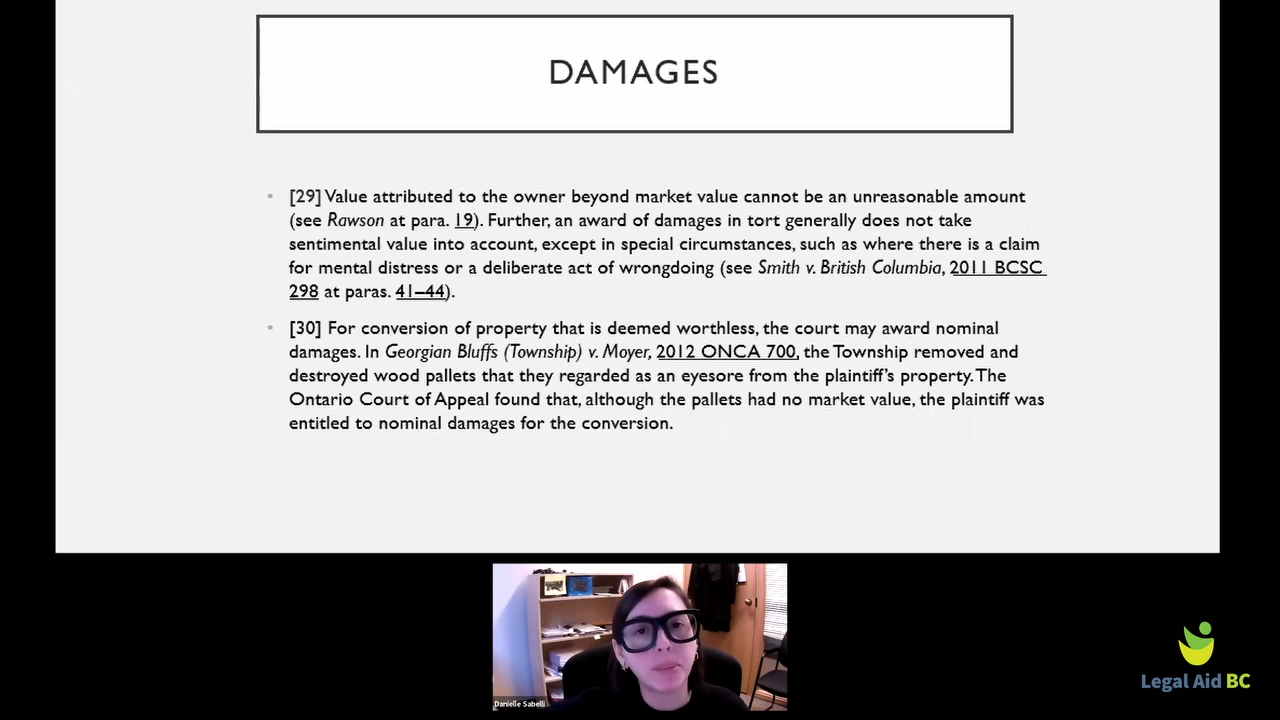 DAMAGES
• [29] Value attributed to the owner beyond market value cannot be an unreasonable amount
(see Rawson at para. 19). Further, an award of damages in tort generally does not take
sentimental value into account, except in special circumstances, such as where there is a claim
for mental distress or a deliberate act of wrongdoing (see Smith v. British Columbia, 2011 BCSC
298 at paras. 41–44).
• [30] For conversion of property that is deemed worthless, the court may award nominal
damages. In Georgian Bluffs (Township) v. Moyer, 2012 ONCA 700, the Township removed and
destroyed wood pallets that they regarded as an eyesore from the plaintiff's property. The
Ontario Court of Appeal found that, although the pallets had no market value, the plaintiff was
entitled to nominal damages for the conversion.
Danielle Sabelli
Legal Aid BC